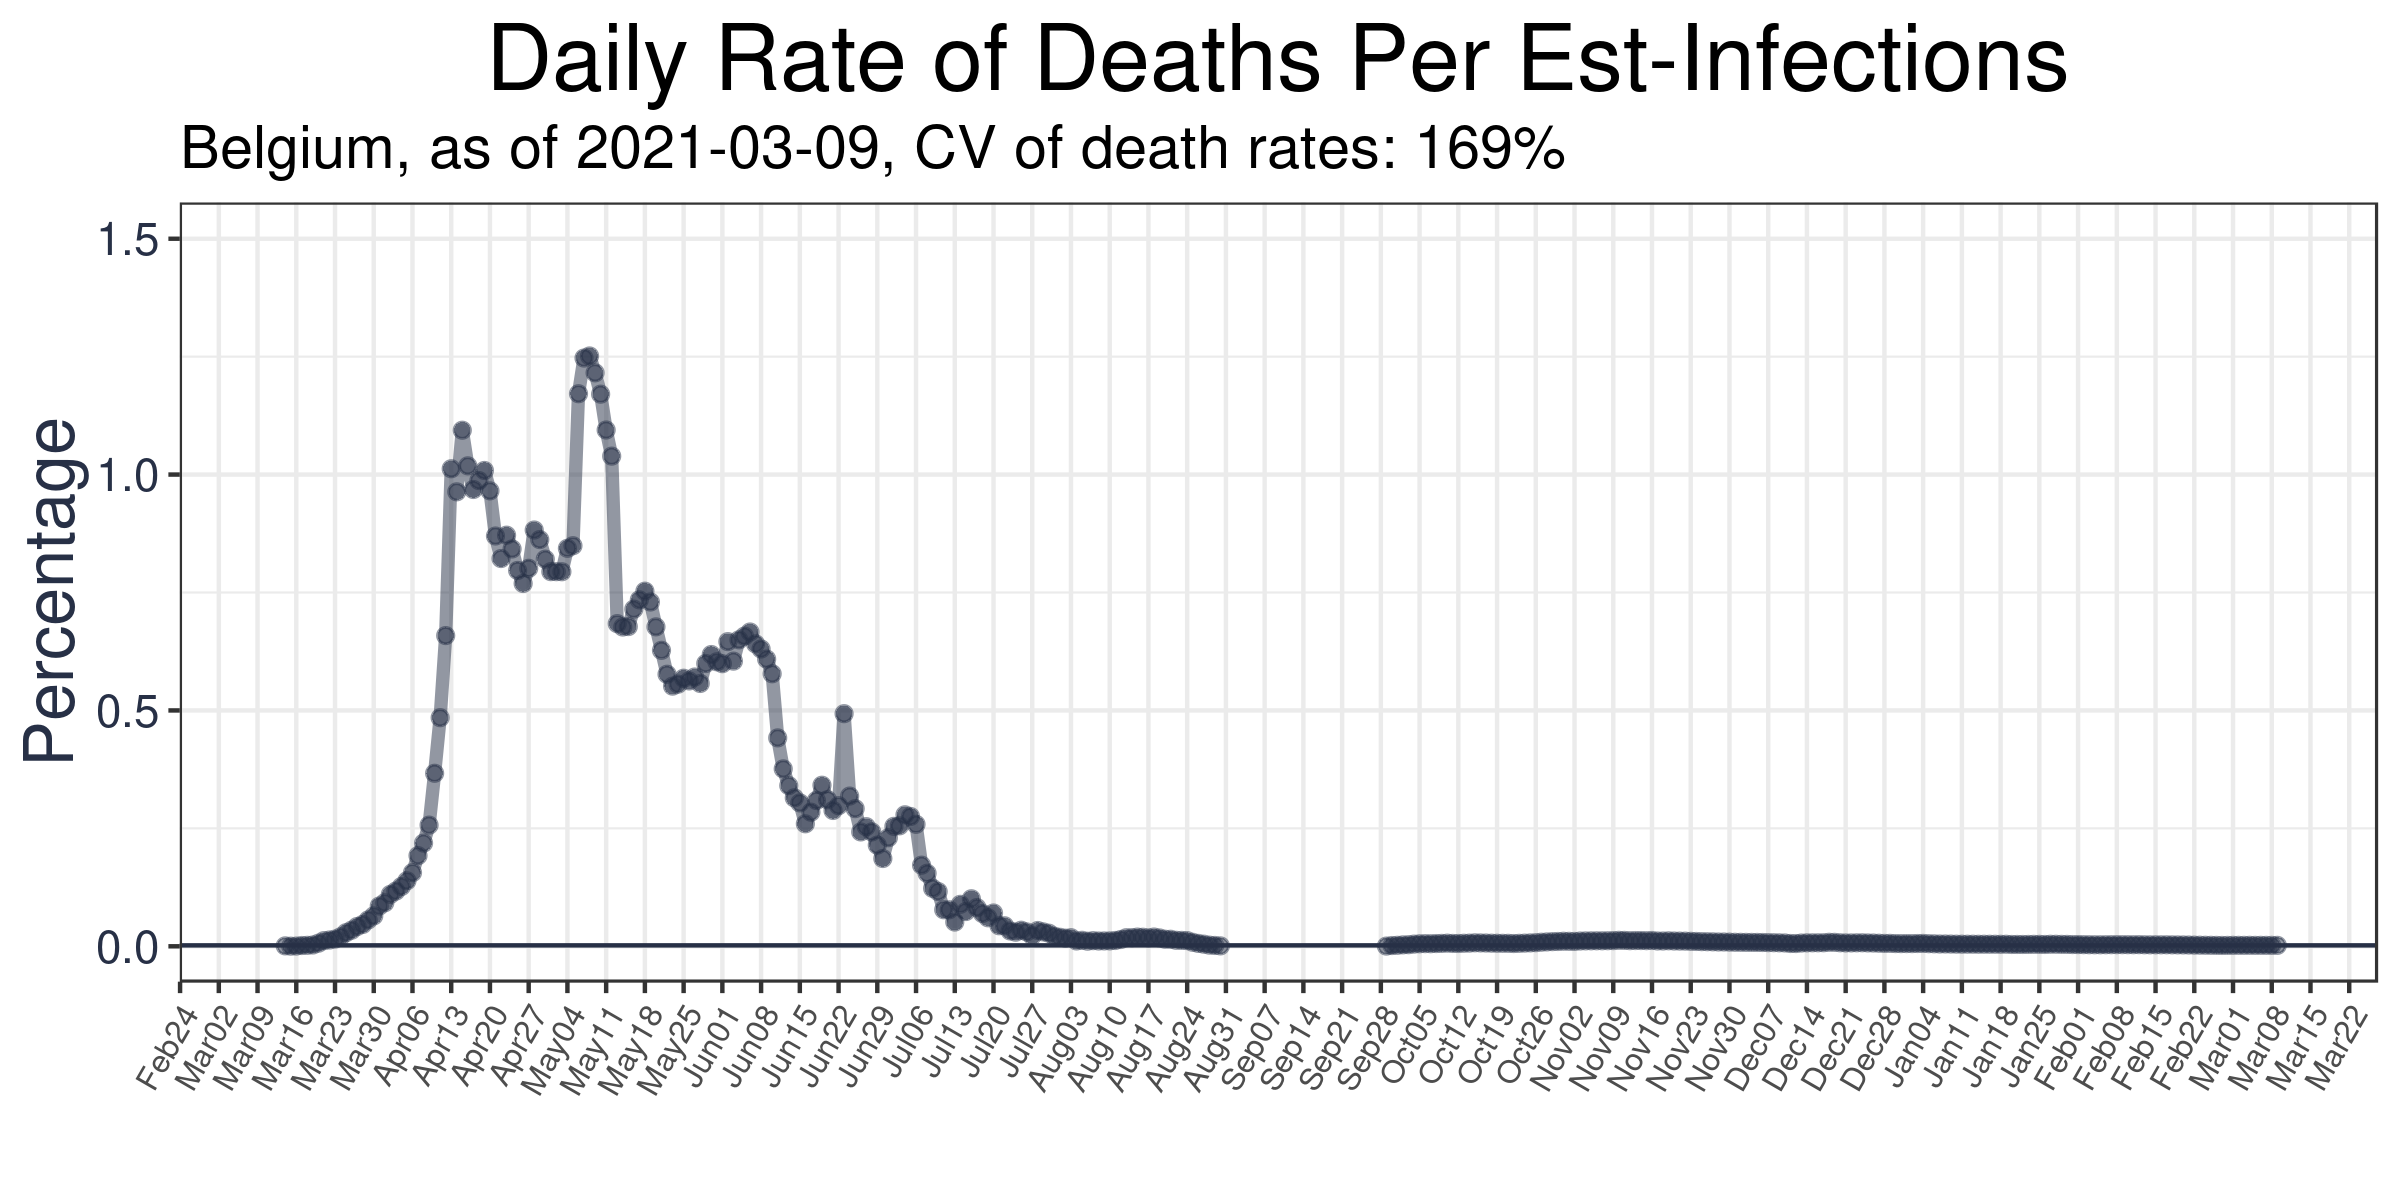 Daily Rate of Deaths Per Est-Infections
Belgium, as of 2021-03-09, CV of death rates: 169%
Percentage
1.5
1.0
0.5
0.0
Feb24
Mar02
Mar09
Mar16
Mar23
Mar30
Apr06
Apr13
Apr20
Apr27
May04
May11
May18
May25
Jun01
Jun08
Jun15
Jun22
Jun29
Jul06
Jul13
Jul20
Jul27
Aug03
Aug10
Aug17
Aug24
Aug31
Sep07
Sep14
Sep21
Sep28
Oct05
Oct12
Oct19
Oct26
Nov02
Nov09
Nov16
Nov23
Nov30
Dec07
Dec14
Dec21
Dec28
Jan04
Jan11
Jan18
Jan25
Feb01
Feb08
Feb15
Feb22
Mar01
Mar08
Mar15
Mar22